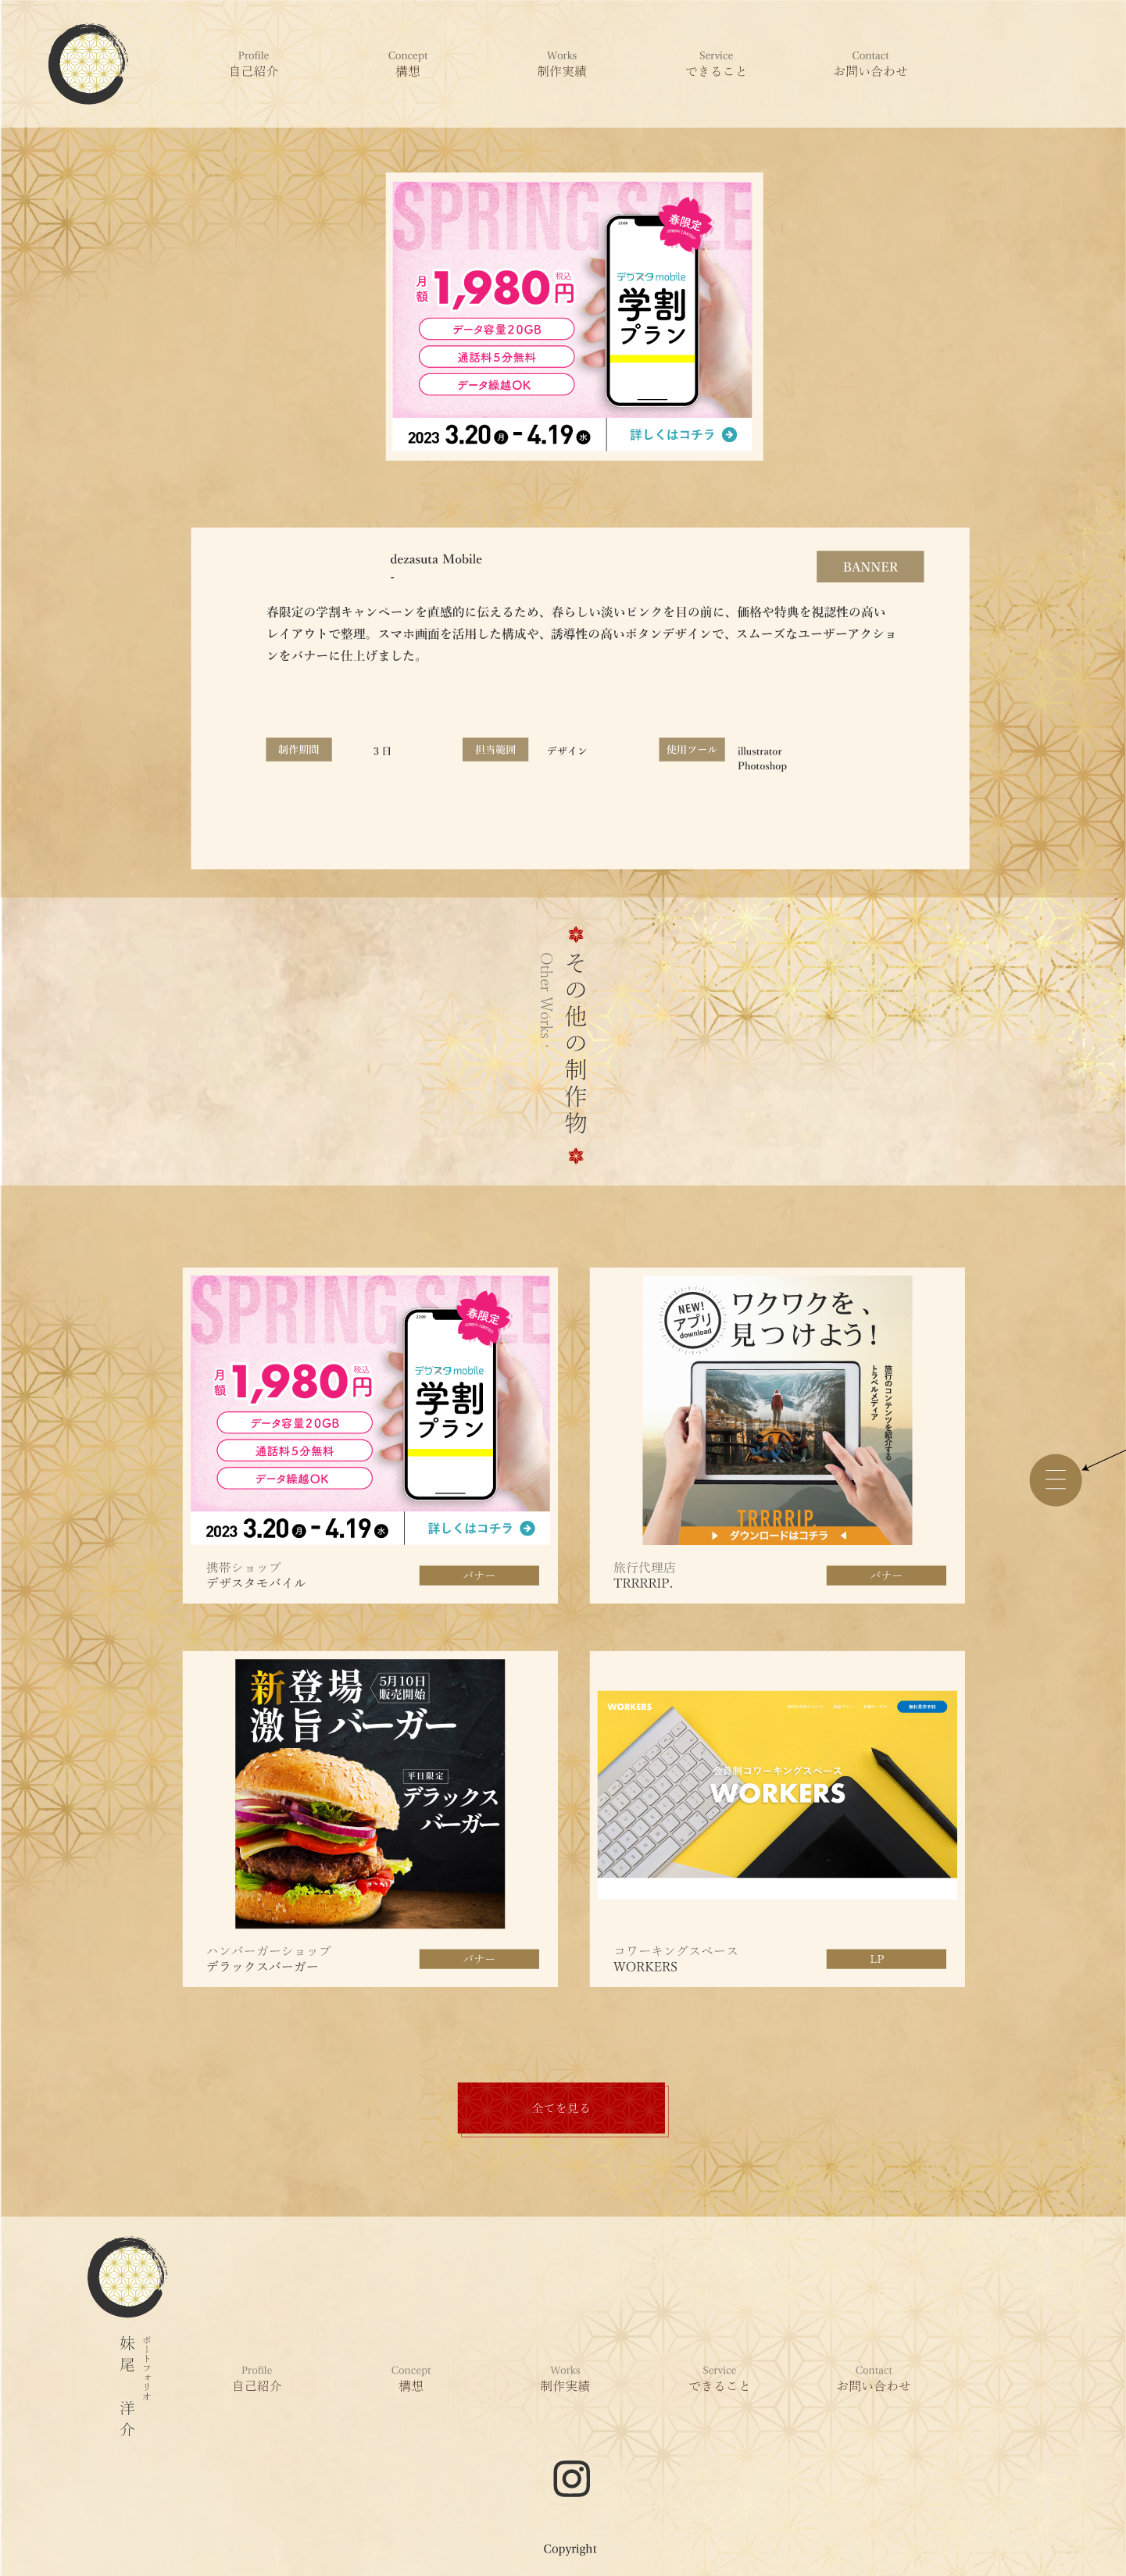 Profile
自己紹介
Concept
構想
Works
制作実績
Service
できること
Contact
お問い合わせ
SPRING SALE
春限定
月額1,980円
税込
データ容量20GB
通話料5分無料
データ繰越OK
デザスタmobile
学割
プラン
2023 3.20月-4.19水
詳しくはコチラ
dezasuta Mobile
-
BANNER
春限定の学割キャンペーンを直感的に伝えるため、春らしい淡いピンクを目の前に、価格や特典を視認性の高い
レイアウトで整理。スマホ画面を活用した構成や、誘導性の高いボタンデザインで、スムーズなユーザーアクショ
ンをバナーに仕上げました。
制作期間
3 日
担当範囲
デザイン
使用ツール
illustrator
Photoshop
その他の制作物
Other Works
SPRING SALE
春限定
月額1,980円
税込
データ容量20GB
通話料5分無料
データ繰越OK
デザスタmobile
学割
プラン
2023 3.20月-4.19水
詳しくはコチラ
携帯ショップ
デザスタモバイル
バナー
NEW!
アプリ
download
ワクワクを、
見つけよう!
旅行のコンテンツを紹介する
トラベルメディア
TRRRRIP.
ダウンロードはコチラ
旅行代理店
TRRRRIP.
バナー
新登場
5月10日
販売開始
激旨バーガー
平日限定
デラックス
バーガー
ハンバーガーショップ
デラックスバーガー
バナー
WORKERS
無料見学予約
会員制コワーキングスペース
WORKERS
コワーキングスペース
WORKERS
LP
全てを見る
ポートフォリオ
妹尾 洋介
Profile
自己紹介
Concept
構想
Works
制作実績
Service
できること
Contact
お問い合わせ
Copyright